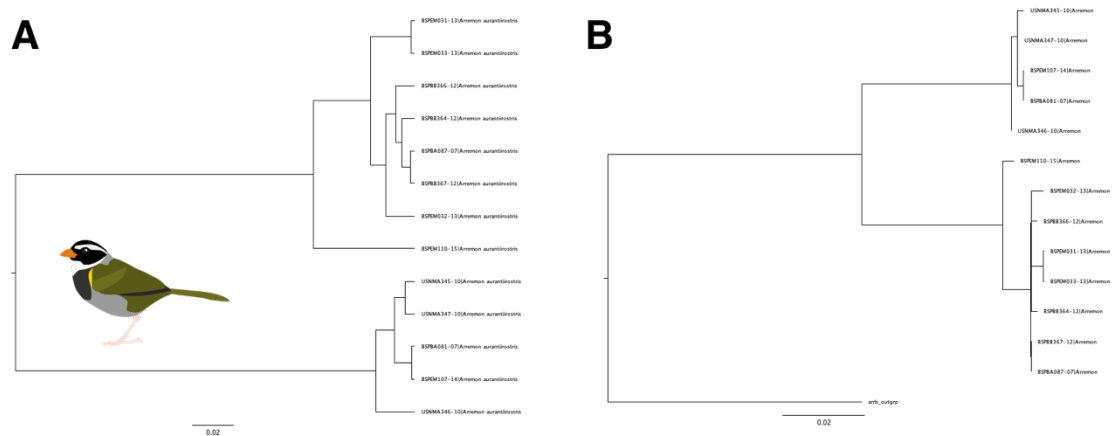 A
BSPEM031-13|Arremon aurantiirostris
BSPEM033-13|Arremon aurantiirostris
BSPBB366-12|Arremon aurantiirostris
BSPBB364-12|Arremon aurantiirostris
BSPBA087-07|Arremon aurantiirostris
BSPBB367-12|Arremon aurantiirostris
BSPEM032-13|Arremon aurantiirostris
BSPEM110-15|Arremon aurantiirostris
USNMA345-10|Arremon aurantiirostris
USNMA347-10|Arremon aurantiirostris
BSPBA081-07|Arremon aurantiirostris
BSPEM107-14|Arremon aurantiirostris
USNMA346-10|Arremon aurantiirostris
0.02
B
USNMA345-10|Arremon
USNMA347-10|Arremon
BSPEM107-14|Arremon
BSPBA081-07|Arremon
USNMA346-10|Arremon
BSPEM110-15|Arremon
BSPEM032-13|Arremon
BSPBB366-12|Arremon
BSPEM031-13|Arremon
BSPEM033-13|Arremon
BSPBB364-12|Arremon
BSPBB367-12|Arremon
BSPBA087-07|Arremon
arrb_outgrp
0.02